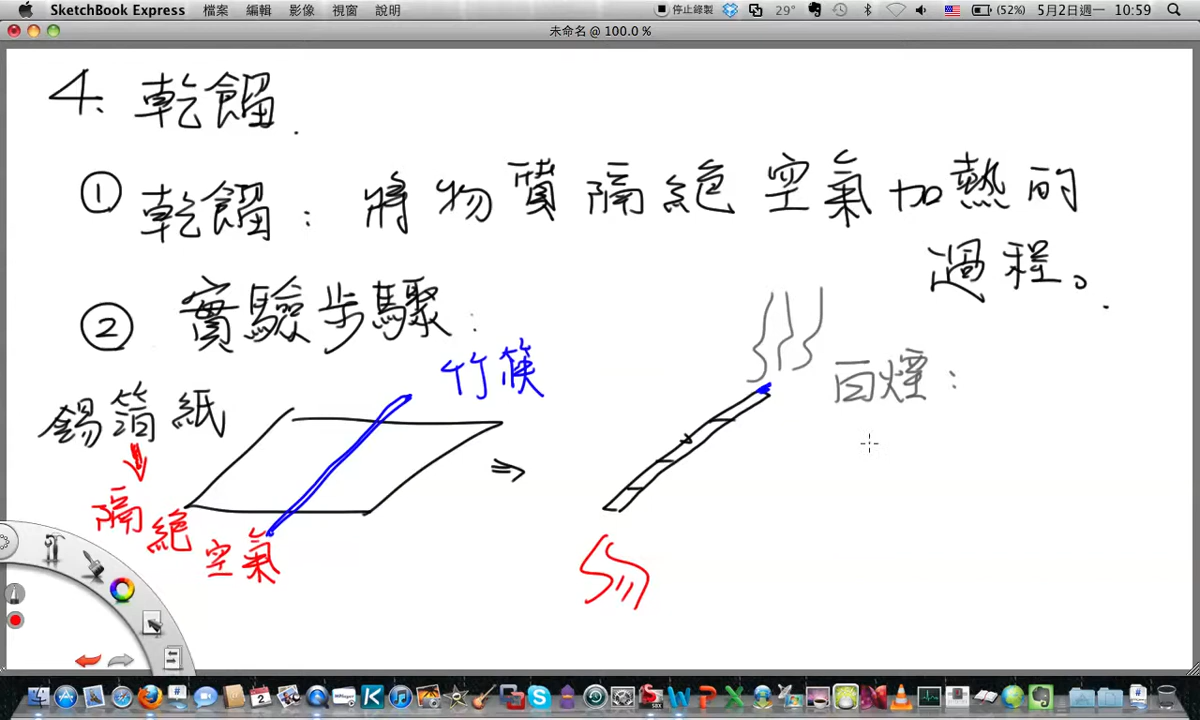 SketchBook Express 檔案 編輯 影像 視窗 說明 停止錄製 29° (52%) 5月2日週一 10:59
未命名 @ 100.0 %
4. 乾餾.
① 乾餾: 將物質隔絕空氣加熱的
過程。
② 實驗步驟:
竹筷
錫箔紙
白煙:
隔絕空氣